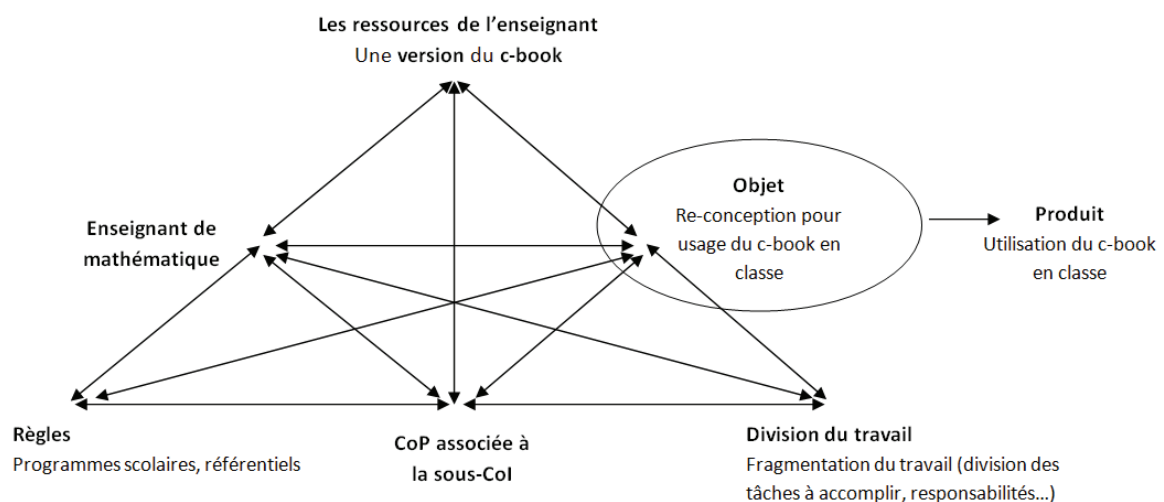 Les ressources de l’enseignant
Une version du c-book
Enseignant de
mathématique
Objet
Re-conception pour
usage du c-book en
classe
Produit
Utilisation du c-book
en classe
Règles
Programmes scolaires, référentiels
CoP associée à
la sous-CoI
Division du travail
Fragmentation du travail (division des
tâches à accomplir, responsabilités…)